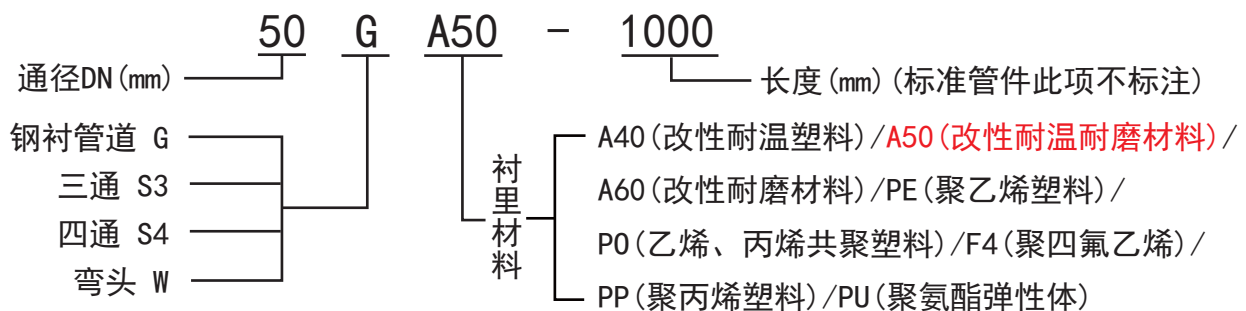 50 G A50 - 1000
通径DN(mm)
长度(mm)(标准管件此项不标注)
钢衬管道 G
三通 S3
四通 S4
弯头 W
衬里材料
A40(改性耐温塑料)/A50(改性耐温耐磨材料)/
A60(改性耐磨材料)/PE(聚乙烯塑料)/
PO(乙烯、丙烯共聚塑料)/F4(聚四氟乙烯)/
PP(聚丙烯塑料)/PU(聚氨酯弹性体)